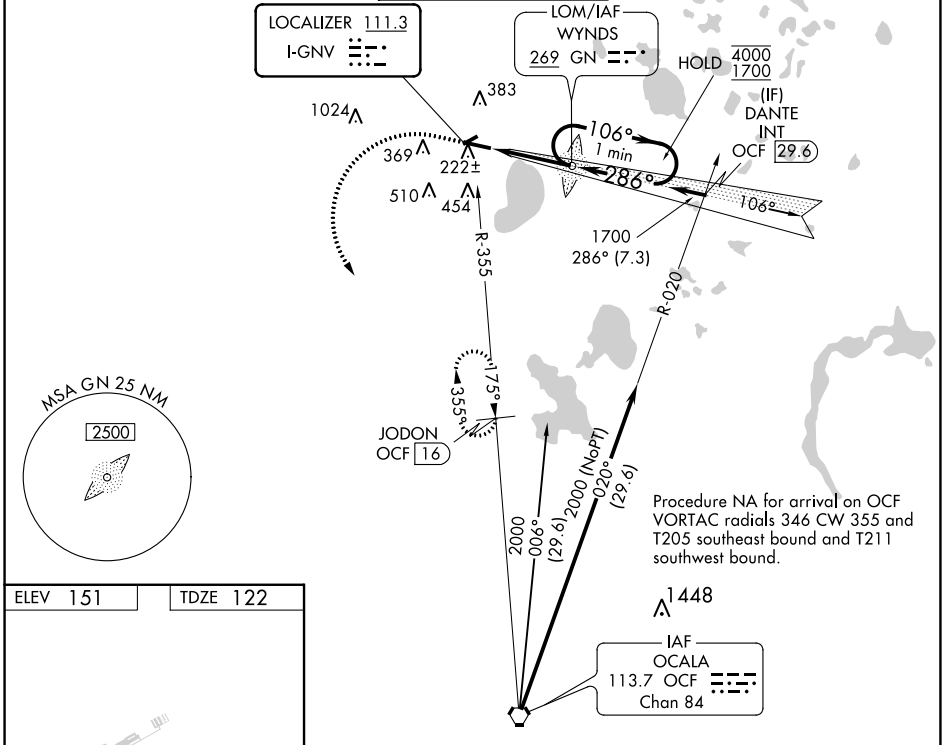 LOCALIZER 111.3
I-GNV
LOM/IAF
WYNDS
269 GN
HOLD 4000
1700
(IF)
DANTE
INT
OCF 29.6
1024
383
369
222±
510
454
106°
1 min
286°
106°
1700
286° (7.3)
R-355
R-020
MSA GN 25 NM
2500
175°
355°
JODON
OCF 16
2000
006°
(29.6)
2000 (NoPT)
020°
(29.6)
Procedure NA for arrival on OCF
VORTAC radials 346 CW 355 and
T205 southeast bound and T211
southwest bound.
1448
ELEV 151
TDZE 122
IAF
OCALA
113.7 OCF
Chan 84